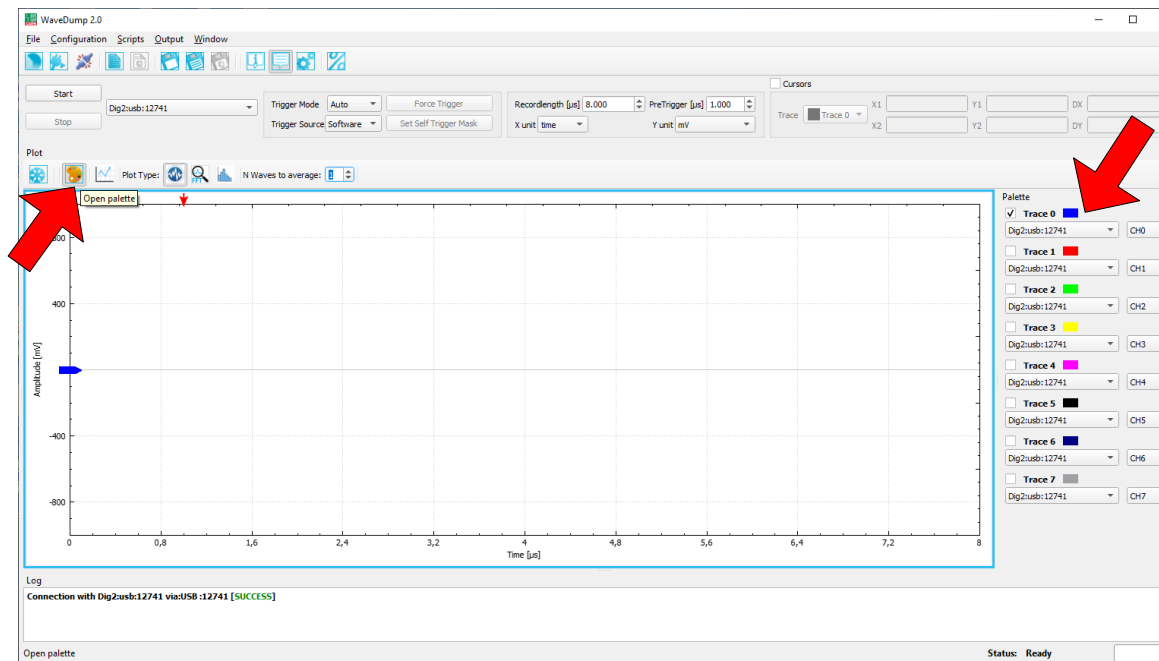 WaveDump 2.0
File Configuration Scripts Output Window
Start
Stop
Dig2:usb:12741
Trigger Mode Auto Force Trigger
Trigger Source Software Set Self Trigger Mask
Recordlength [µs] 8.000 PreTrigger [µs] 1.000
X unit time Y unit mV
Cursors
Trace Trace 0
X1 Y1 DX
X2 Y2 DY
Plot
FFT
Plot Type: N Waves to average: 1
Open palette
800
400
-400
-800
Amplitude [mV]
0 0,8 1,6 2,4 3,2 4 4,8 5,6 6,4 7,2 8
Time [µs]
Palette
Trace 0
Dig2:usb:12741 CH0
Trace 1
Dig2:usb:12741 CH1
Trace 2
Dig2:usb:12741 CH2
Trace 3
Dig2:usb:12741 CH3
Trace 4
Dig2:usb:12741 CH4
Trace 5
Dig2:usb:12741 CH5
Trace 6
Dig2:usb:12741 CH6
Trace 7
Dig2:usb:12741 CH7
Log
Connection with Dig2:usb:12741 via:USB :12741 [SUCCESS]
Open palette
Status: Ready